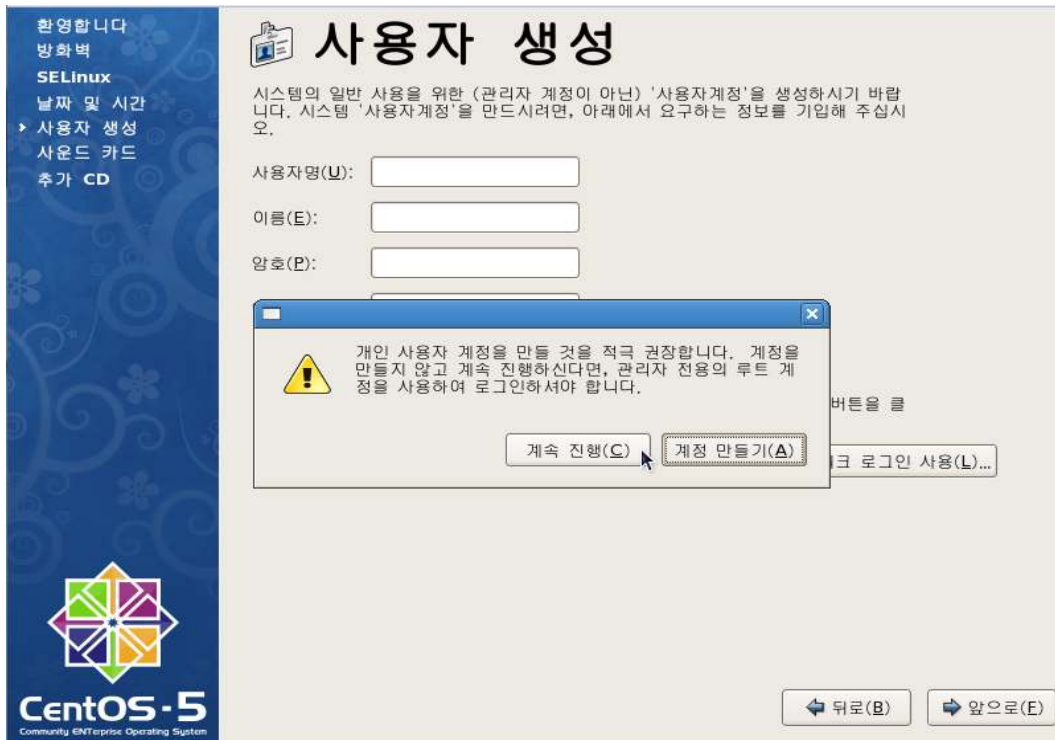 환영합니다
방화벽
SELinux
날짜 및 시간
사용자 생성
사운드 카드
추가 CD
사용자 생성
시스템의 일반 사용을 위한 (관리자 계정이 아닌) '사용자계정'을 생성하시기 바랍
니다. 시스템 '사용자계정'을 만드시려면, 아래에서 요구하는 정보를 기입해 주십시
오.
사용자명(U):
이름(E):
암호(P):
개인 사용자 계정을 만들 것을 적극 권장합니다. 계정을
만들지 않고 계속 진행하신다면, 관리자 전용의 루트 계
정을 사용하여 로그인하셔야 합니다.
계속 진행(C)
계정 만들기(A)
버튼을 클
크 로그인 사용(L)...
CentOS-5
Community ENTerprise Operating System
뒤로(B)
앞으로(F)